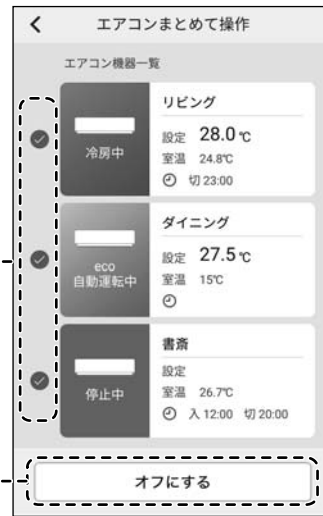 エアコンまとめて操作
エアコン機器一覧
リビング
設定 28.0 ℃
室温 24.8℃
切 23:00
冷房中
ダイニング
設定 27.5 ℃
室温 15℃
eco
自動運転中
書斎
設定
室温 26.7℃
入 12:00 切 20:00
停止中
オフにする